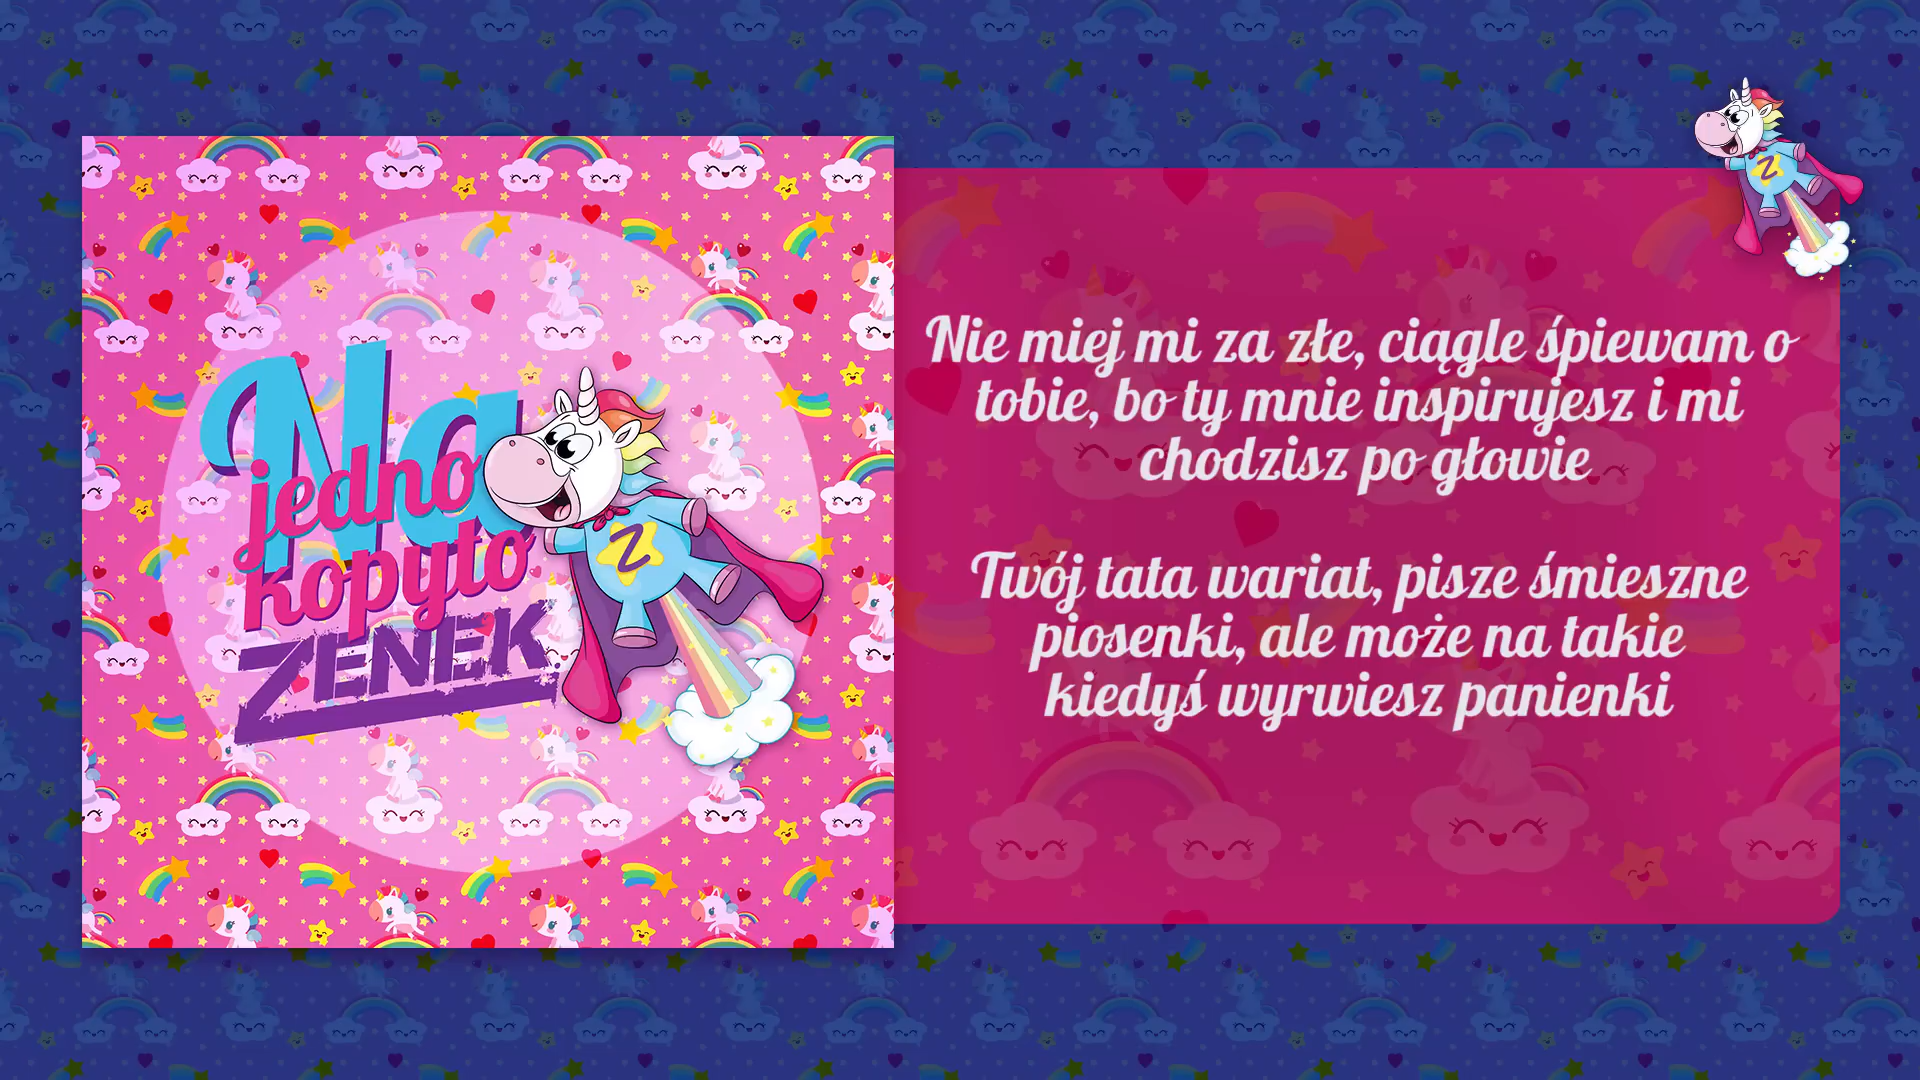 Na
jedno
kopyto
ZENEK.
Z
Nie miej mi za złe, ciągle śpiewam o
tobie, bo ty mnie inspirujesz i mi
chodzisz po głowie
Twój tata wariat, pisze śmieszne
piosenki, ale może na takie
kiedyś wyrwiesz panienki
Z